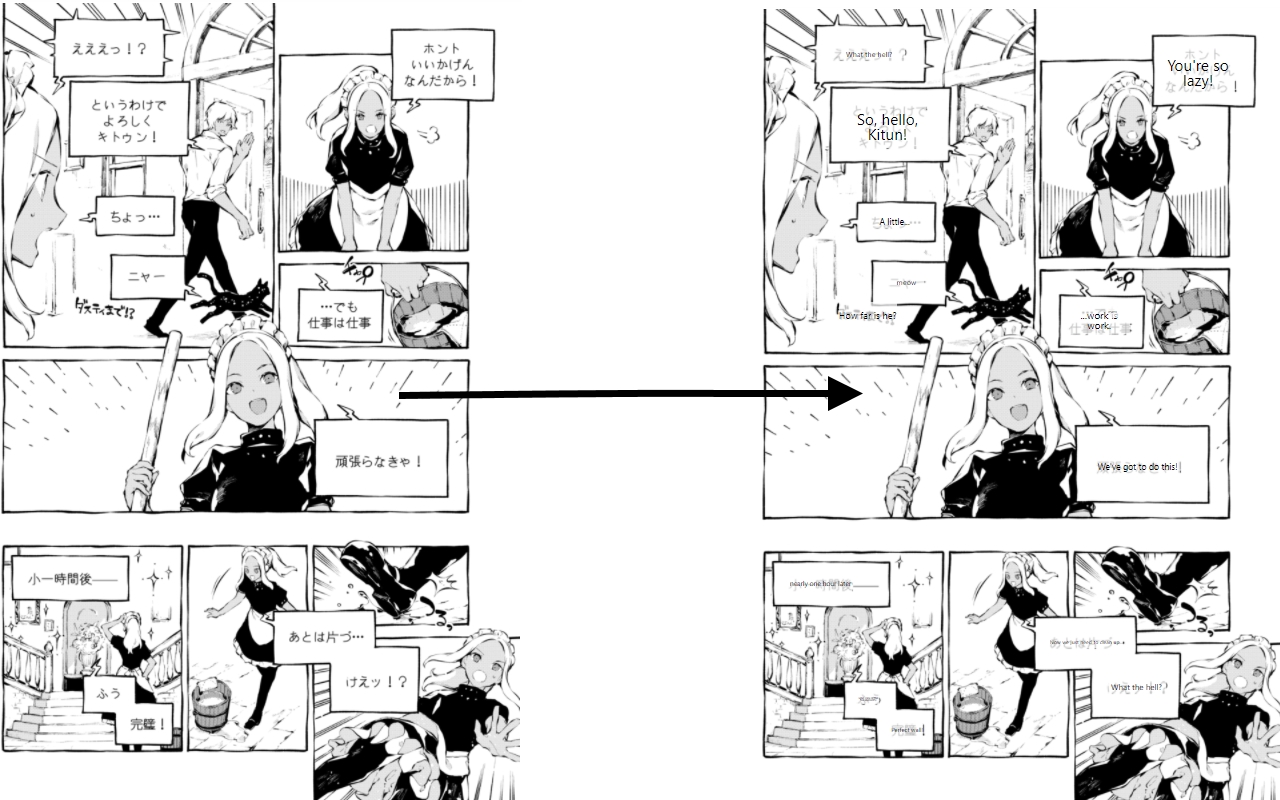 えええっ！？
というわけで
よろしく
キトゥン！
ちょっ…
ニャー
ダスティまで!?
ホント
いいかげん
なんだから！
…でも
仕事は仕事
頑張らなきゃ！
小一時間後――
ふう
完璧！
あとは片づ…
けえッ！？
What the hell?
So, hello,
Kitun!
A little...
meow
How far is he?
You're so
lazy!
...work is
work.
We've got to do this!
nearly one hour later
Now we just need to clean up.
What the hell?
Perfect wall!